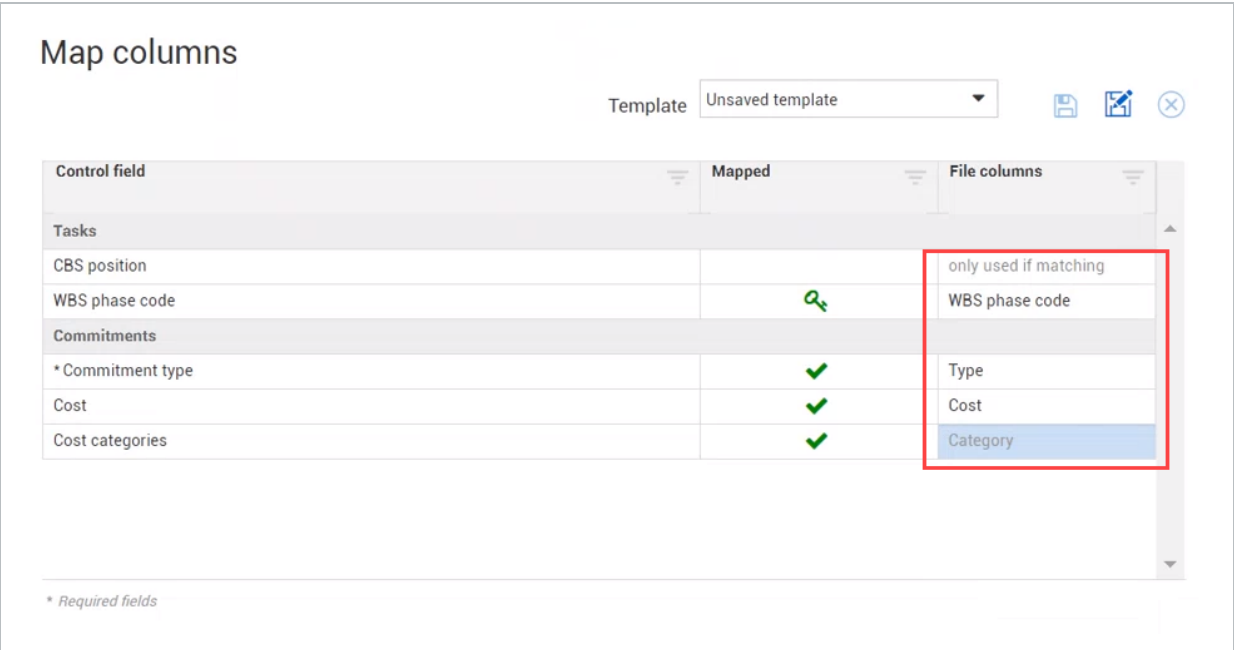 Map columns
Template Unsaved template
Control field Mapped File columns
Tasks
CBS position only used if matching
WBS phase code WBS phase code
Commitments
* Commitment type Type
Cost Cost
Cost categories Category
* Required fields